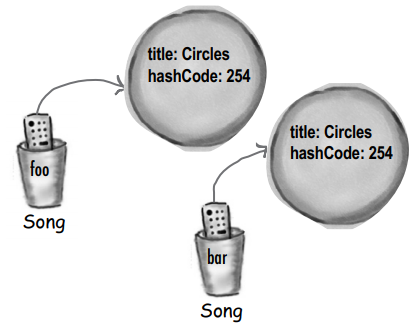 title: Circles
hashCode: 254
foo
Song
title: Circles
hashCode: 254
bar
Song